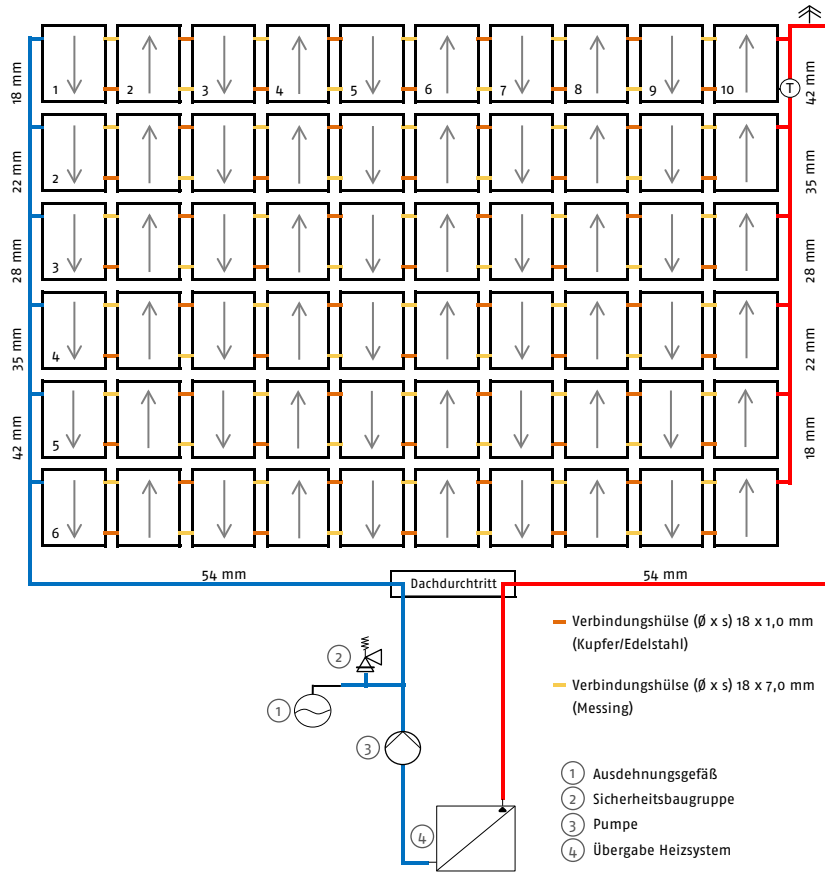 1 2 3 4 5 6 7 8 9 10
T
18 mm
42 mm
2
22 mm
35 mm
3
28 mm
28 mm
4
35 mm
22 mm
5
42 mm
18 mm
6
54 mm
Dachdurchtritt
54 mm
Verbindungshülse (Ø x s) 18 x 1,0 mm
(Kupfer/Edelstahl)
Verbindungshülse (Ø x s) 18 x 7,0 mm
(Messing)
2
1
3
4
1 Ausdehnungsgefäß
2 Sicherheitsbaugruppe
3 Pumpe
4 Übergabe Heizsystem